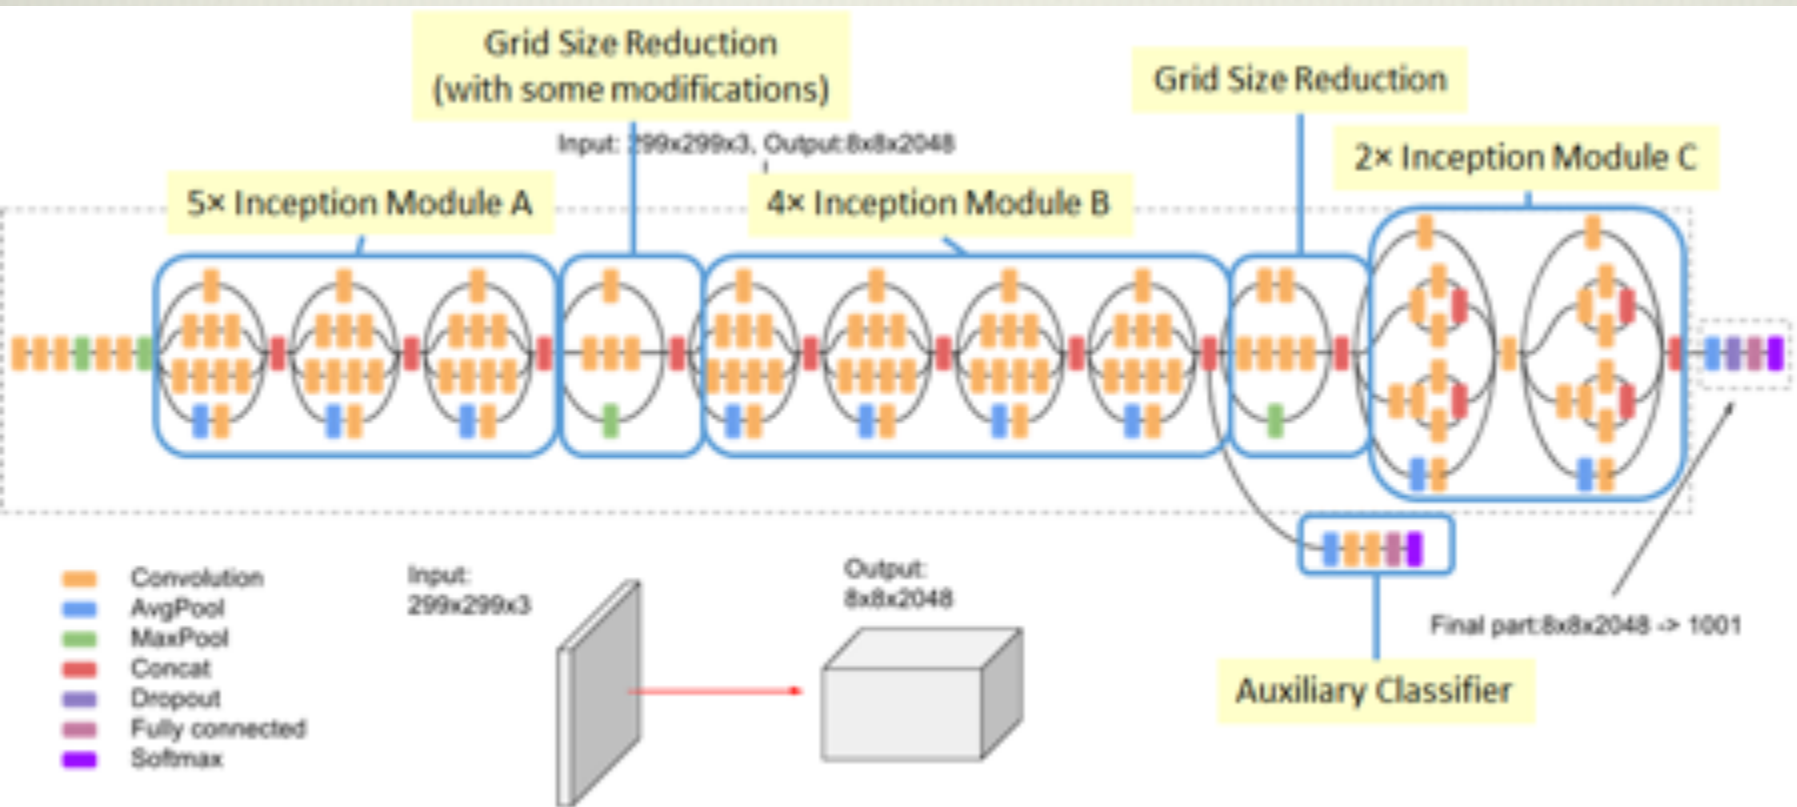 Grid Size Reduction
(with some modifications)
Grid Size Reduction
Input: 299x299x3, Output:8x8x2048
2× Inception Module C
5× Inception Module A
4× Inception Module B
Convolution
AvgPool
MaxPool
Concat
Dropout
Fully connected
Softmax
Input:
299x299x3
Output:
8x8x2048
Final part:8x8x2048 -> 1001
Auxiliary Classifier